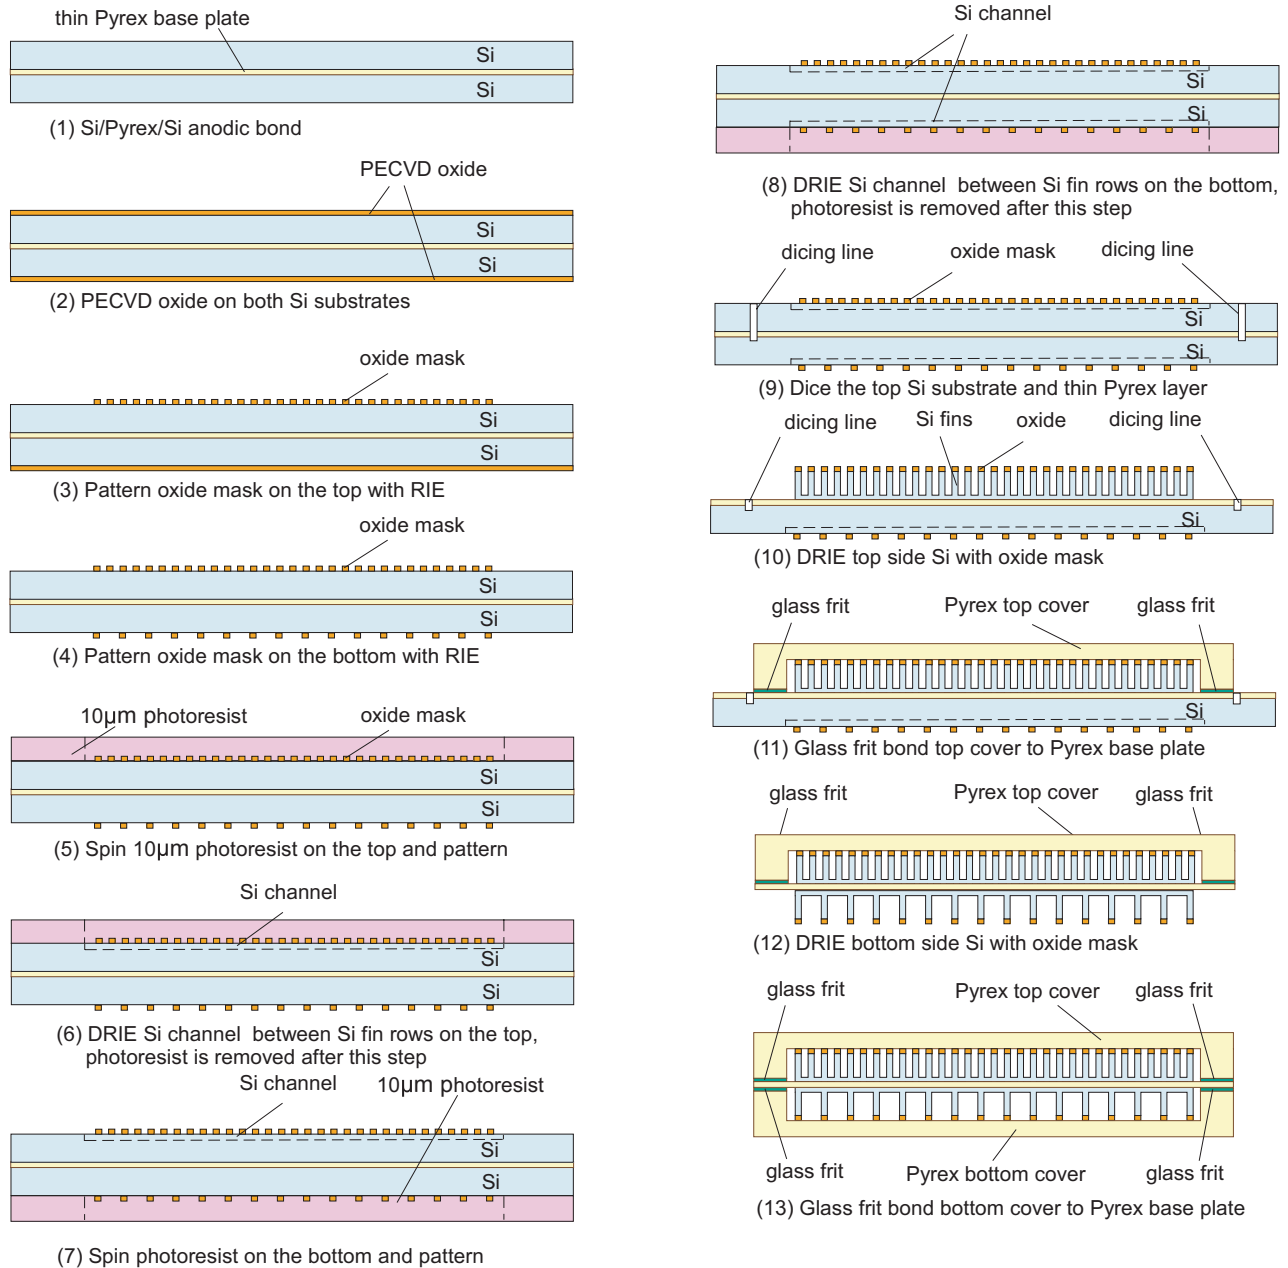 thin Pyrex base plate
Si
Si
(1) Si/Pyrex/Si anodic bond
PECVD oxide
Si
Si
(2) PECVD oxide on both Si substrates
oxide mask
Si
Si
(3) Pattern oxide mask on the top with RIE
oxide mask
Si
Si
(4) Pattern oxide mask on the bottom with RIE
10µm photoresist
oxide mask
Si
Si
(5) Spin 10µm photoresist on the top and pattern
Si channel
Si
Si
(6) DRIE Si channel between Si fin rows on the top,
photoresist is removed after this step
Si channel
10µm photoresist
Si
Si
(7) Spin photoresist on the bottom and pattern
Si channel
Si
Si
(8) DRIE Si channel between Si fin rows on the bottom,
photoresist is removed after this step
dicing line
oxide mask
dicing line
Si
Si
(9) Dice the top Si substrate and thin Pyrex layer
dicing line
Si fins
oxide
dicing line
Si
(10) DRIE top side Si with oxide mask
glass frit
Pyrex top cover
glass frit
Si
(11) Glass frit bond top cover to Pyrex base plate
glass frit
Pyrex top cover
glass frit
(12) DRIE bottom side Si with oxide mask
glass frit
Pyrex top cover
glass frit
glass frit
Pyrex bottom cover
glass frit
(13) Glass frit bond bottom cover to Pyrex base plate